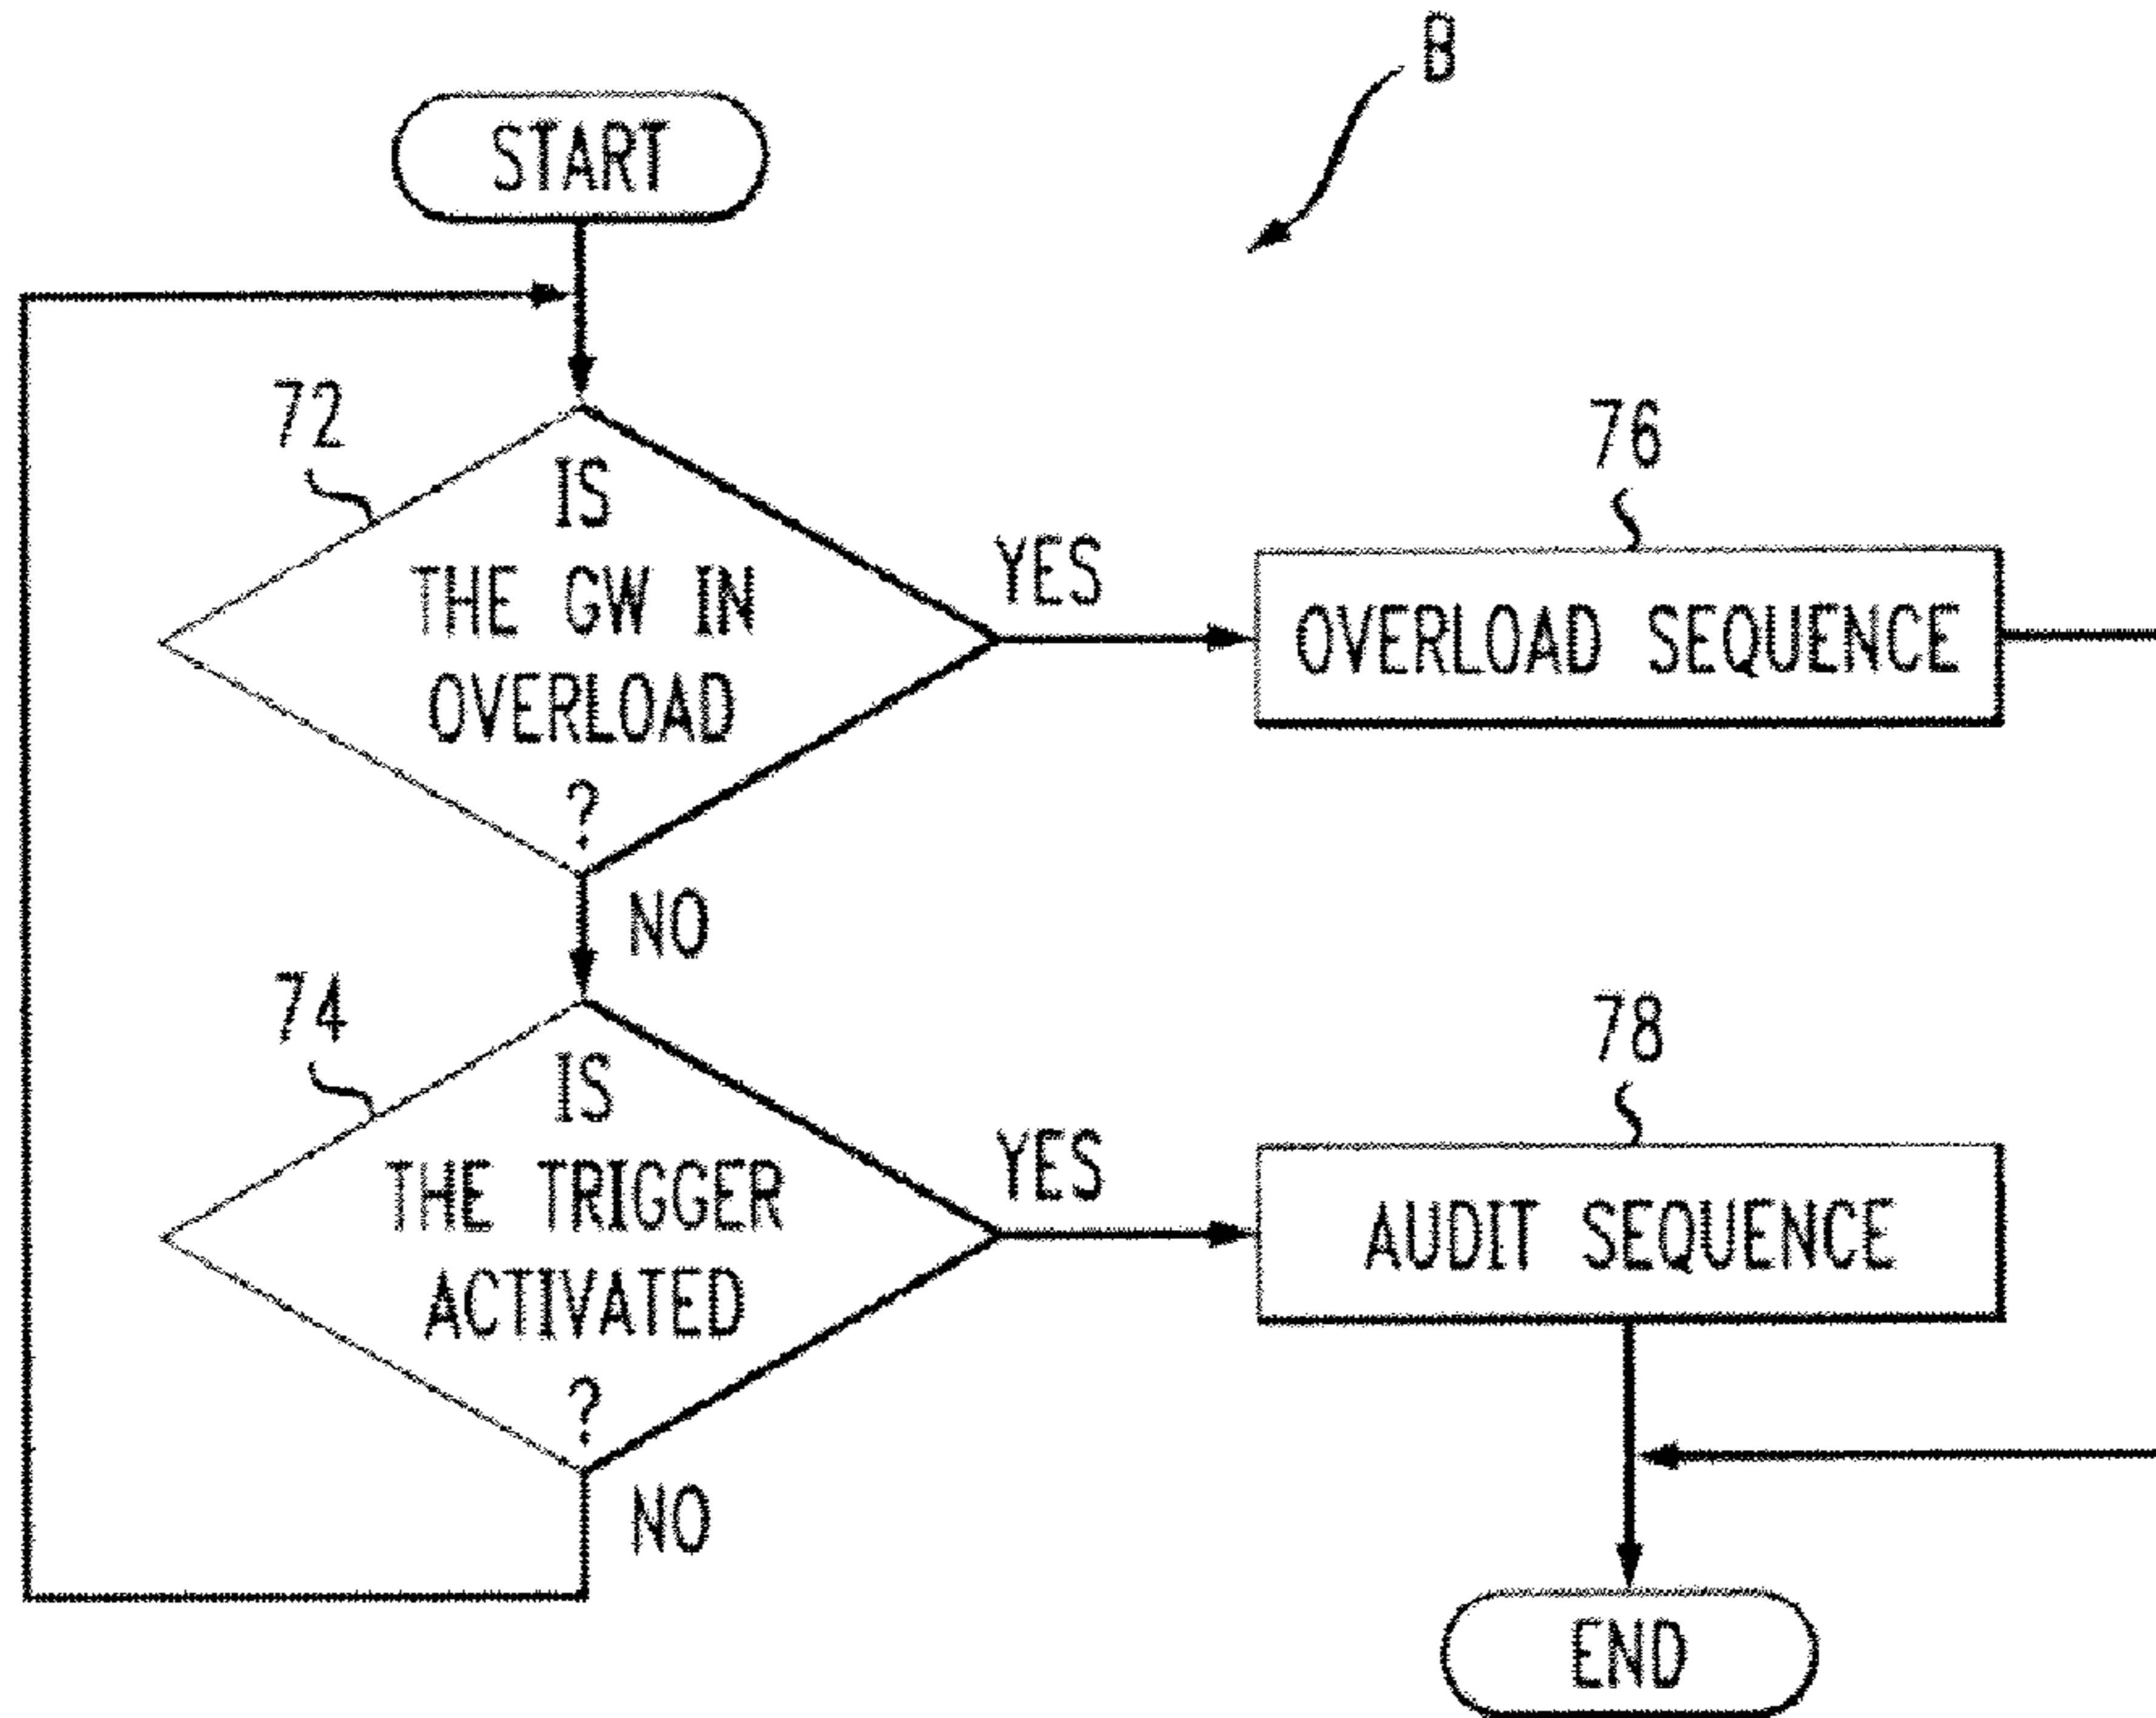 B
START
72
IS
THE GW IN
OVERLOAD
?
YES
76
OVERLOAD SEQUENCE
NO
74
IS
THE TRIGGER
ACTIVATED
?
YES
78
AUDIT SEQUENCE
NO
END